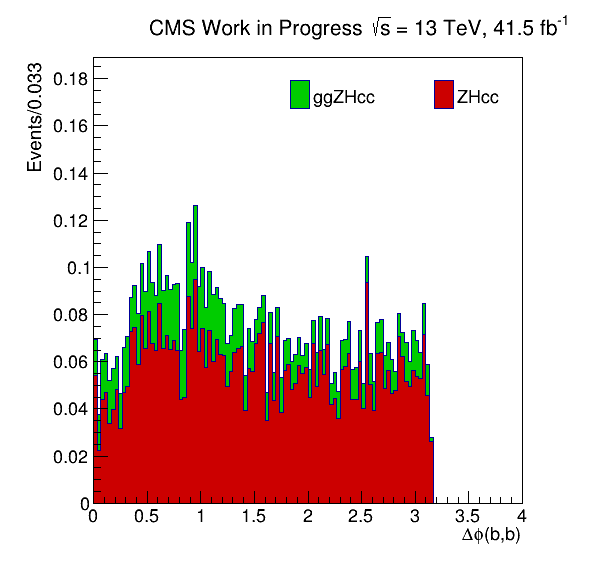 CMS Work in Progress √s = 13 TeV, 41.5 fb⁻¹
Events/0.033
ggZHcc ZHcc
0.18
0.16
0.14
0.12
0.1
0.08
0.06
0.04
0.02
0
0 0.5 1 1.5 2 2.5 3 3.5 4
Δϕ(b,b)